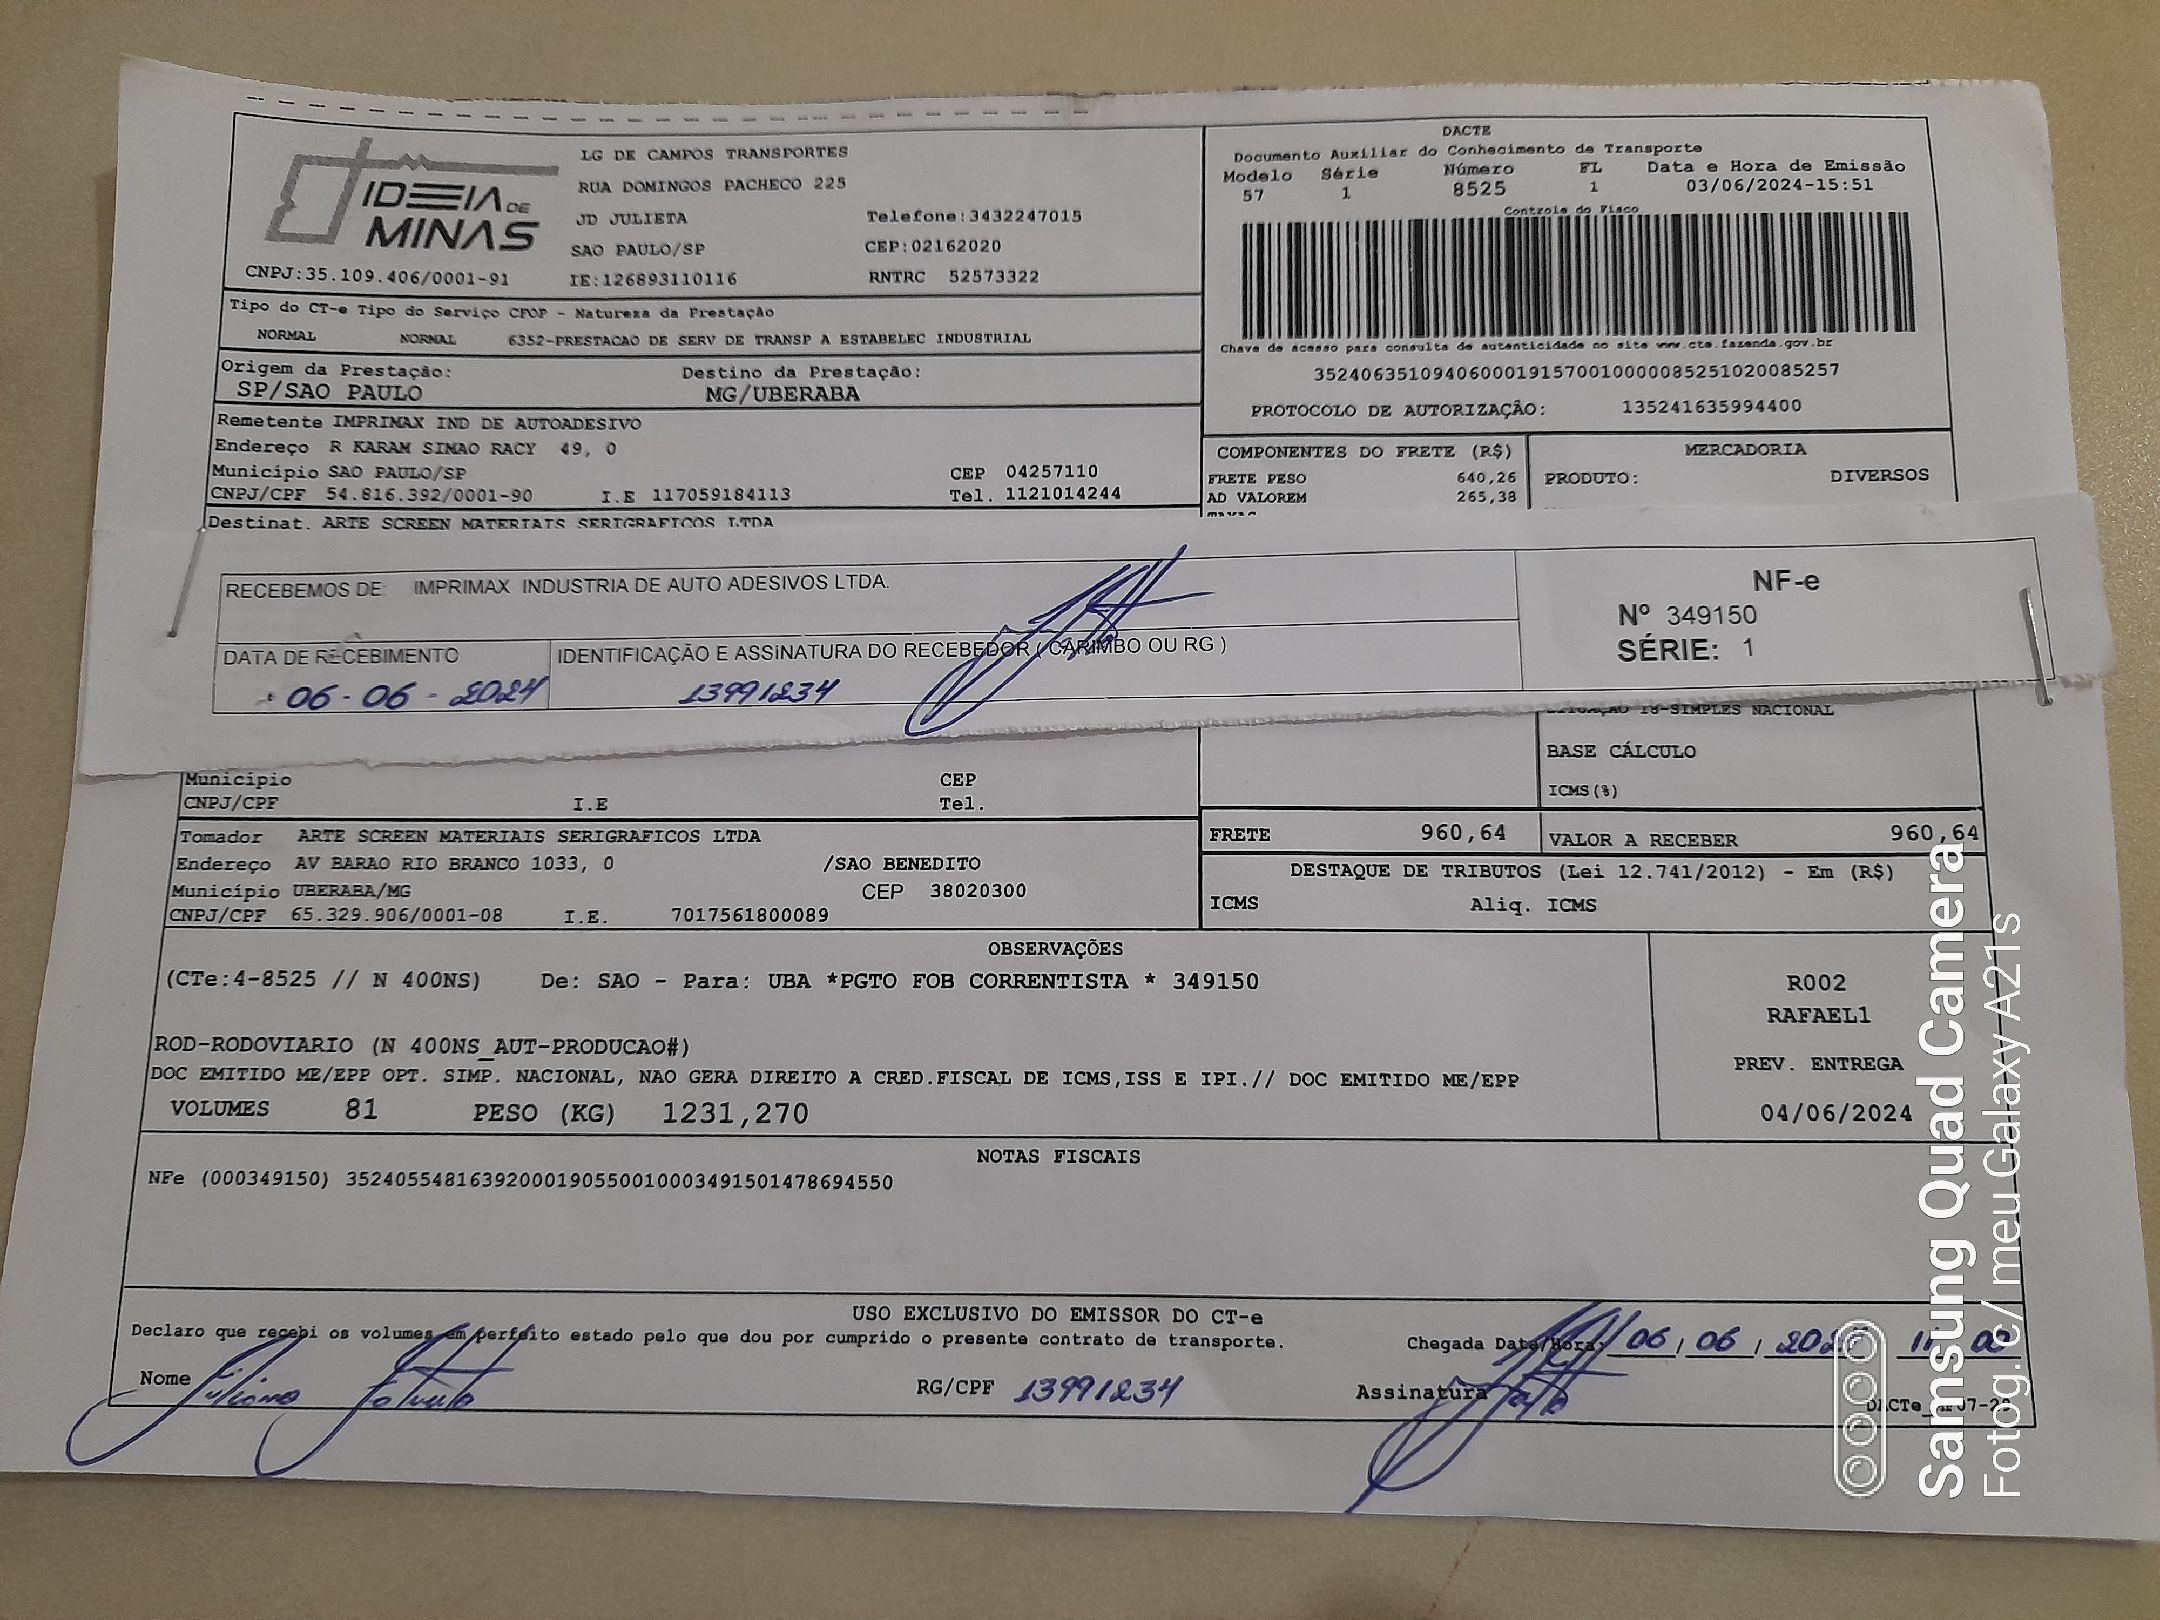 IDEIA DE
MINAS
CNPJ:35.109.406/0001-91
LG DE CAMPOS TRANSPORTES
RUA DOMINGOS PACHECO 225
JD JULIETA Telefone:3432247015
SAO PAULO/SP CEP:02162020
IE:126893110116 RNTRC 52573322
DACTE
Documento Auxiliar do Conhecimento de Transporte
Modelo Série Número FL Data e Hora de Emissão
57 1 8525 1 03/06/2024-15:51
Controle do Fisco
Chave de acesso para consulta de autenticidade no site www.cte.fazenda.gov.br
35240635109406000191570010000085251020085257
PROTOCOLO DE AUTORIZAÇÃO: 135241635994400
Tipo do CT-e Tipo do Serviço CFOP - Natureza da Prestação
NORMAL NORMAL 6352-PRESTACAO DE SERV DE TRANSP A ESTABELEC INDUSTRIAL
Origem da Prestação: Destino da Prestação:
SP/SAO PAULO MG/UBERABA
Remetente IMPRIMAX IND DE AUTOADESIVO
Endereço R KARAM SIMAO RACY 49, 0
Município SAO PAULO/SP CEP 04257110
CNPJ/CPF 54.816.392/0001-90 I.E 117059184113 Tel. 1121014244
Destinat. ARTE SCREEN MATERIAIS SERIGRAFICOS LTDA
COMPONENTES DO FRETE (R$)
FRETE PESO 640,26
AD VALOREM 265,38
TAXAS
MERCADORIA
PRODUTO: DIVERSOS
RECEBEMOS DE: IMPRIMAX INDUSTRIA DE AUTO ADESIVOS LTDA.
DATA DE RECEBIMENTO
06-06-2024
IDENTIFICAÇÃO E ASSINATURA DO RECEBEDOR ( CARIMBO OU RG )
13991234
NF-e
Nº 349150
SÉRIE: 1
18-SIMPLES NACIONAL
BASE CÁLCULO
ICMS(%)
Município CEP
CNPJ/CPF I.E Tel.
Tomador ARTE SCREEN MATERIAIS SERIGRAFICOS LTDA
Endereço AV BARAO RIO BRANCO 1033, 0 /SAO BENEDITO
Município UBERABA/MG CEP 38020300
CNPJ/CPF 65.329.906/0001-08 I.E. 7017561800089
FRETE 960,64 VALOR A RECEBER 960,64
DESTAQUE DE TRIBUTOS (Lei 12.741/2012) - Em (R$)
ICMS Aliq. ICMS
OBSERVAÇÕES
(CTe:4-8525 // N 400NS) De: SAO - Para: UBA *PGTO FOB CORRENTISTA * 349150
ROD-RODOVIARIO (N 400NS_AUT-PRODUCAO#)
DOC EMITIDO ME/EPP OPT. SIMP. NACIONAL, NAO GERA DIREITO A CRED.FISCAL DE ICMS,ISS E IPI.// DOC EMITIDO ME/EPP
VOLUMES 81 PESO (KG) 1231,270
R002
RAFAEL1
PREV. ENTREGA
04/06/2024
NOTAS FISCAIS
NFe (000349150) 35240554816392000190550010003491501478694550
USO EXCLUSIVO DO EMISSOR DO CT-e
Declaro que recebi os volumes em perfeito estado pelo que dou por cumprido o presente contrato de transporte.
Chegada Data/Hora: 06/06/2024 11 00
Nome RG/CPF 13991234 Assinatura
Samsung Quad Camera
Fotog. c/ meu Galaxy A21s